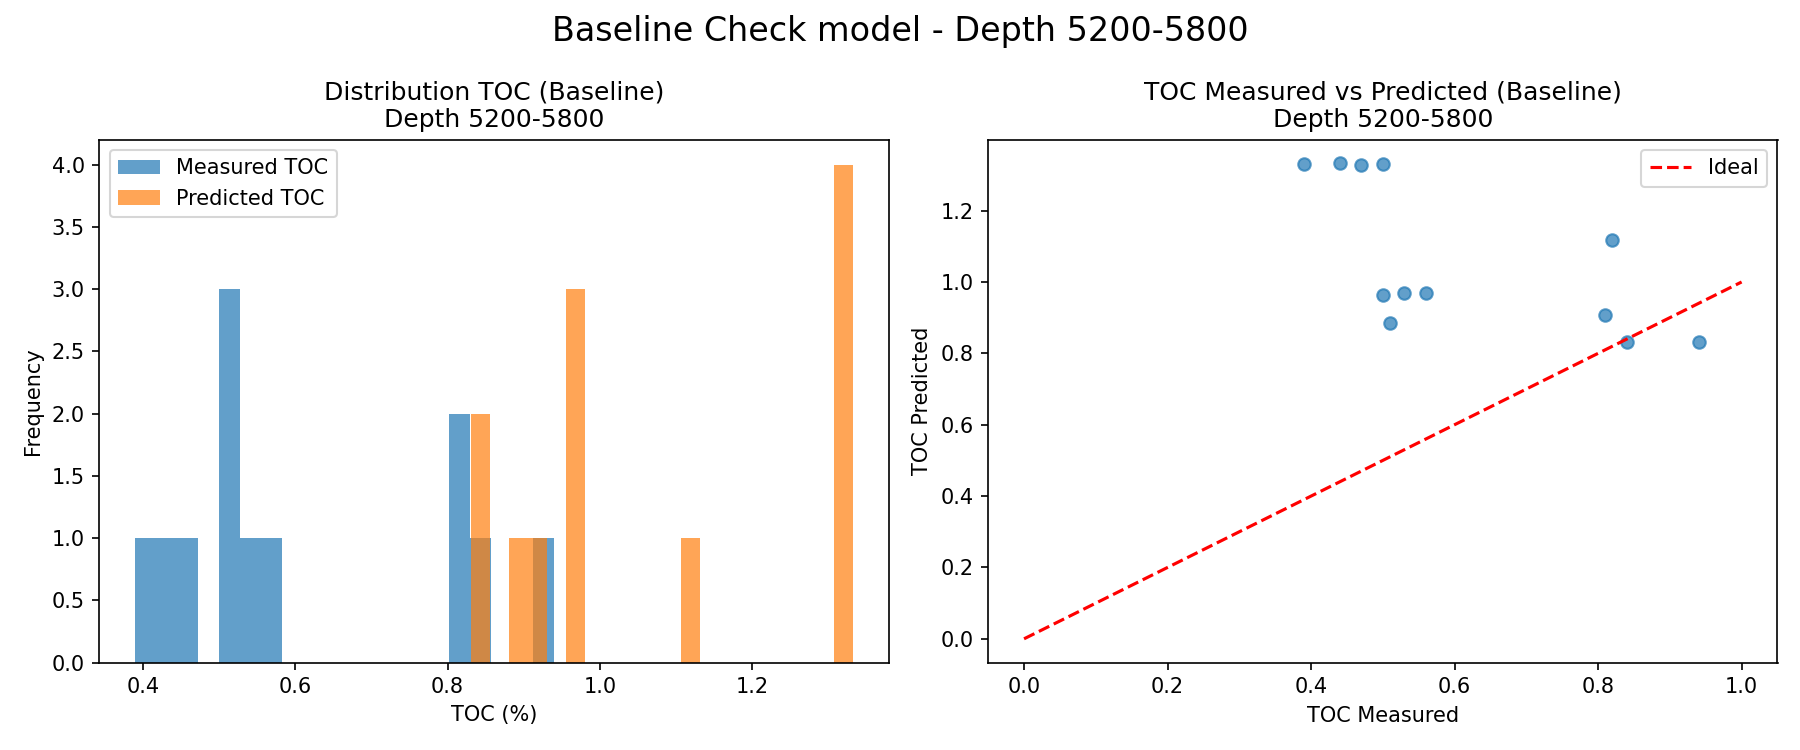 Baseline Check model - Depth 5200-5800
Distribution TOC (Baseline)
Depth 5200-5800
Measured TOC
Predicted TOC
Frequency
4.0
3.5
3.0
2.5
2.0
1.5
1.0
0.5
0.0
0.4
0.6
0.8
1.0
1.2
TOC (%)
TOC Measured vs Predicted (Baseline)
Depth 5200-5800
Ideal
TOC Predicted
1.2
1.0
0.8
0.6
0.4
0.2
0.0
0.0
0.2
0.4
0.6
0.8
1.0
TOC Measured